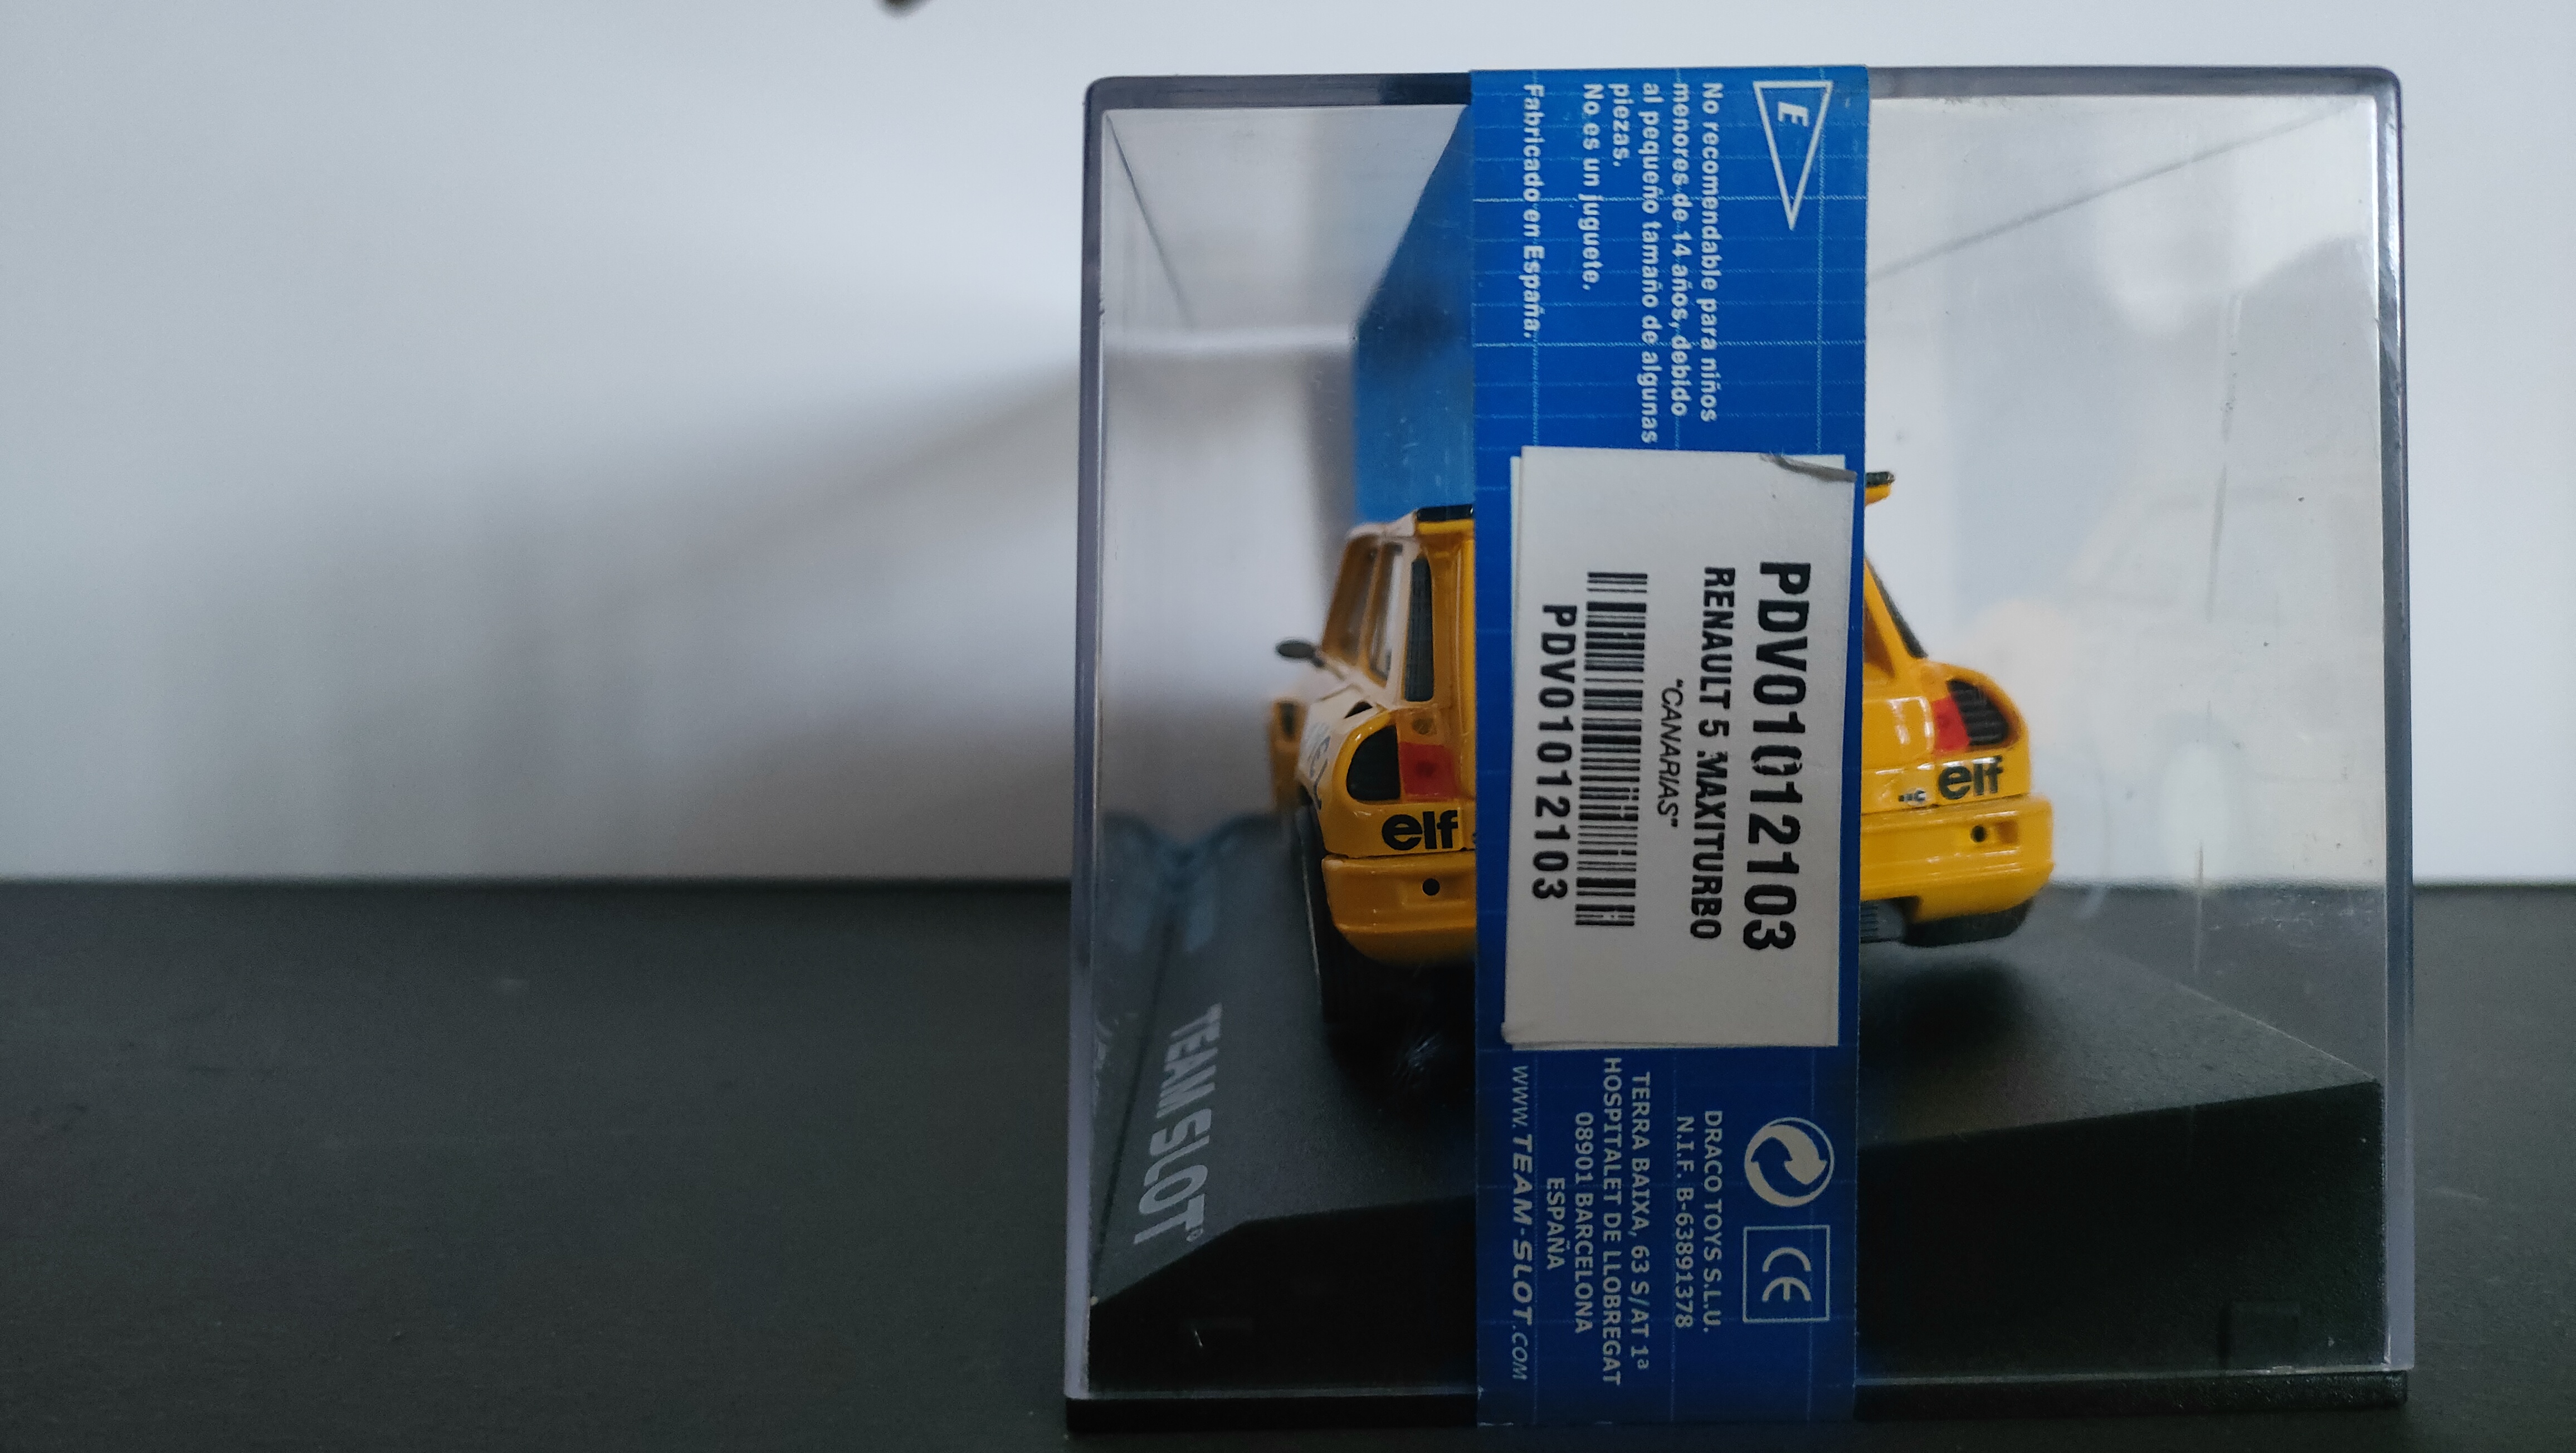 E
No recomendable para niños
menores de 14 años, debido
al pequeño tamaño de algunas
piezas.
No es un juguete.
Fabricado en España.
PDV01012103
RENAULT 5 MAXITURBO
"CANARIAS"
PDV01012103
CE
DRACO TOYS S.L.U.
N.I.F. B-63891378
TERRA BAIXA, 63 S/AT 1ª
HOSPITALET DE LLOBREGAT
08901 BARCELONA
ESPAÑA
WWW.TEAM-SLOT.COM
elf
elf
TEAM SLOT